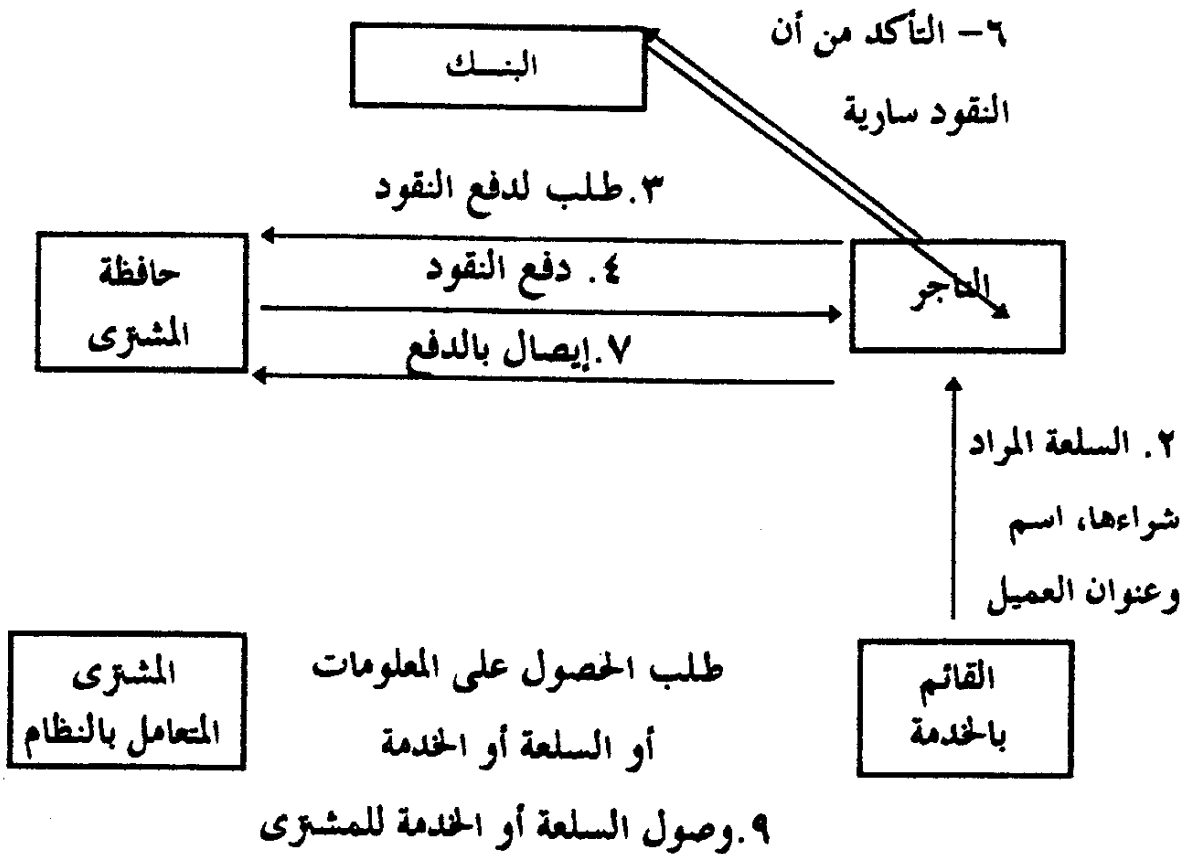 ٦– التأكد من أن
البنـــك
النقود سارية
٣.طلب لدفع النقود
حافظة
المشترى
٤. دفع النقود
التاجر
٧.إيصال بالدفع
٢. السلعة المراد
شراءها، اسم
وعنوان العميل
القائم
بالخدمة
طلب الحصول على المعلومات
أو السلعة أو الخدمة
المشترى
المتعامل بالنظام
٩.وصول السلعة أو الخدمة للمشترى